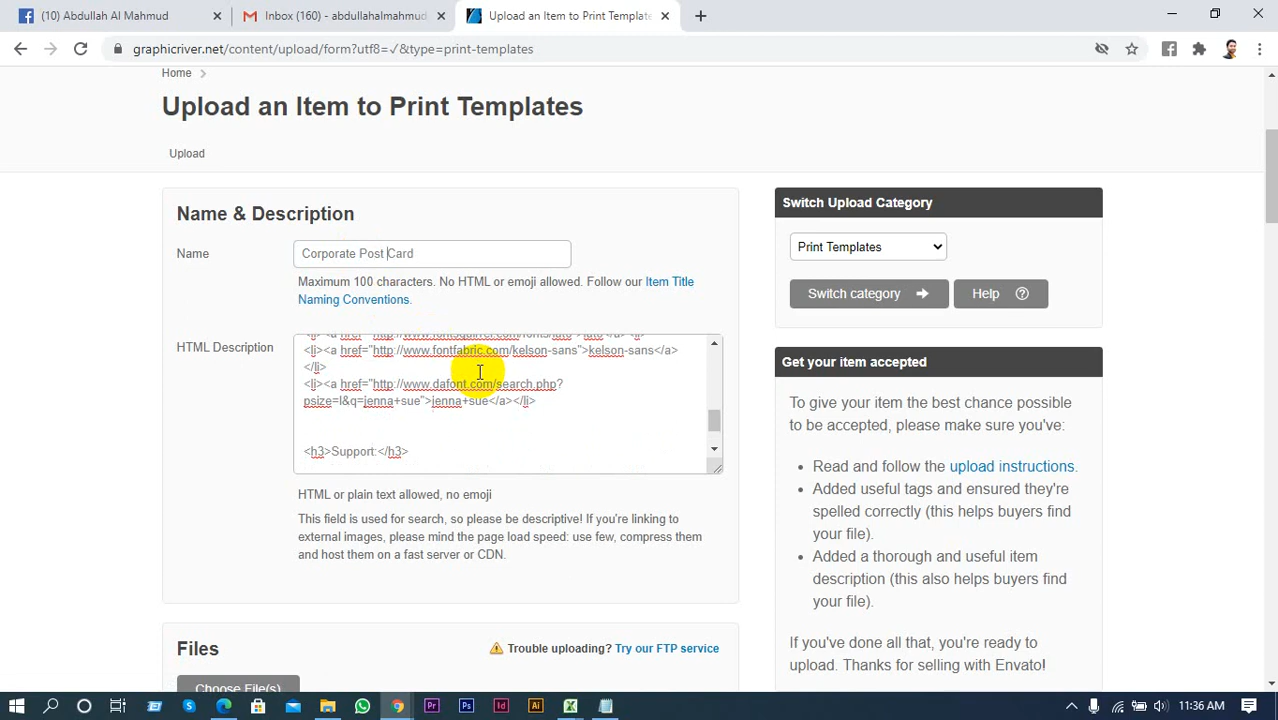 (10) Abdullah Al Mahmud
Inbox (160) - abdullahalmahmud
Upload an Item to Print Template
graphicriver.net/content/upload/form?utf8=✓&type=print-templates
Home
Upload an Item to Print Templates
Upload
Name & Description
Name
Corporate Post Card
Maximum 100 characters. No HTML or emoji allowed. Follow our Item Title
Naming Conventions.
HTML Description
<li><a href="http://www.fontfabric.com/kelson-sans">kelson-sans</a>
</li>
<li><a href="http://www.dafont.com/search.php?
psize=l&q=jenna+sue">jenna+sue</a></li>
<h3>Support:</h3>
HTML or plain text allowed, no emoji
This field is used for search, so please be descriptive! If you're linking to
external images, please mind the page load speed: use few, compress them
and host them on a fast server or CDN.
Files
Trouble uploading? Try our FTP service
Choose File(s)
Switch Upload Category
Print Templates
Switch category
Help
Get your item accepted
To give your item the best chance possible
to be accepted, please make sure you've:
• Read and follow the upload instructions.
• Added useful tags and ensured they're
spelled correctly (this helps buyers find
your file).
• Added a thorough and useful item
description (this also helps buyers find
your file).
If you've done all that, you're ready to
upload. Thanks for selling with Envato!
11:36 AM